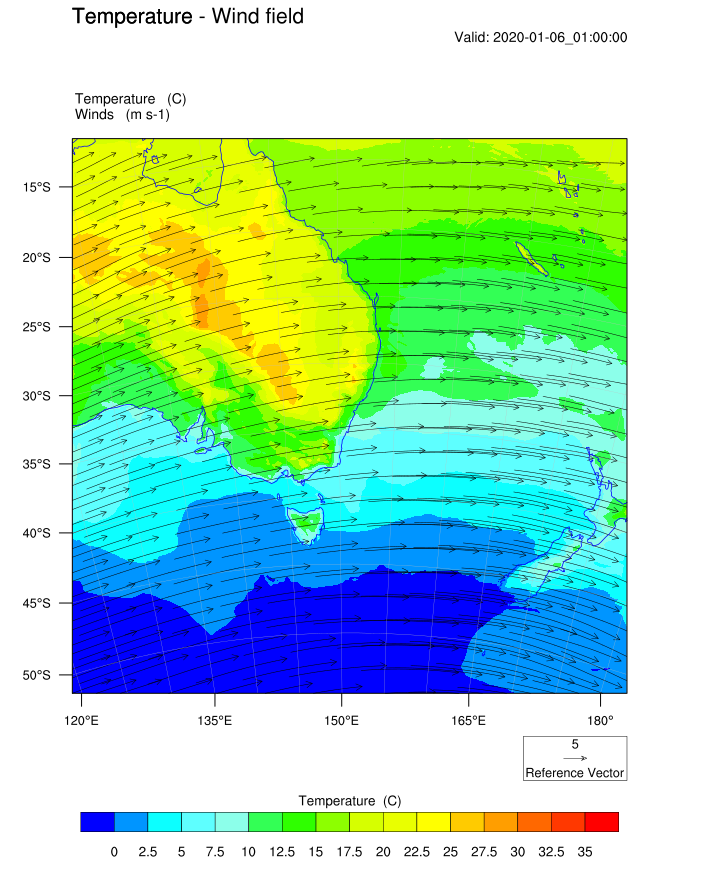 Temperature - Wind field
Valid: 2020-01-06_01:00:00
Temperature (C)
Winds (m s-1)
15°S
20°S
25°S
30°S
35°S
40°S
45°S
50°S
120°E 135°E 150°E 165°E 180°
5
Reference Vector
Temperature (C)
0 2.5 5 7.5 10 12.5 15 17.5 20 22.5 25 27.5 30 32.5 35